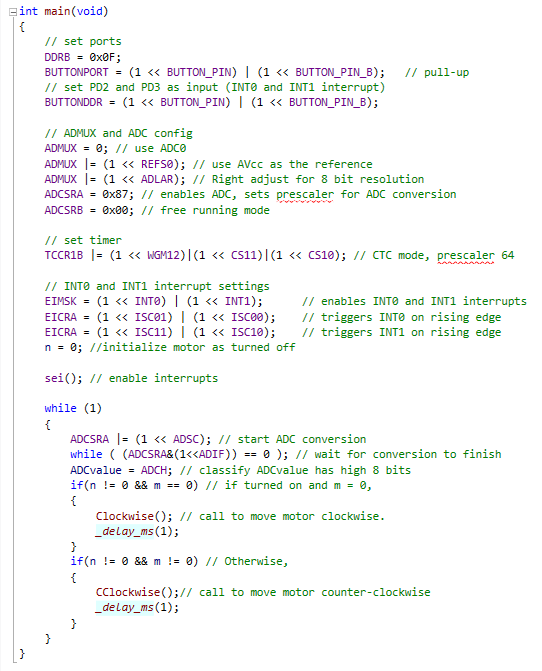 int main(void)
{
// set ports
DDRB = 0x0F;
BUTTONPORT = (1 << BUTTON_PIN) | (1 << BUTTON_PIN_B);   // pull-up
// set PD2 and PD3 as input (INT0 and INT1 interrupt)
BUTTONDDR = (1 << BUTTON_PIN) | (1 << BUTTON_PIN_B);
// ADMUX and ADC config
ADMUX = 0; // use ADC0
ADMUX |= (1 << REFS0); // use AVcc as the reference
ADMUX |= (1 << ADLAR); // Right adjust for 8 bit resolution
ADCSRA = 0x87; // enables ADC, sets prescaler for ADC conversion
ADCSRB = 0x00; // free running mode
// set timer
TCCR1B |= (1 << WGM12)|(1 << CS11)|(1 << CS10); // CTC mode, prescaler 64
// INT0 and INT1 interrupt settings
EIMSK = (1 << INT0) | (1 << INT1);      // enables INT0 and INT1 interrupts
EICRA = (1 << ISC01) | (1 << ISC00);    // triggers INT0 on rising edge
EICRA = (1 << ISC11) | (1 << ISC10);    // triggers INT1 on rising edge
n = 0; //initialize motor as turned off
sei(); // enable interrupts
while (1)
{
ADCSRA |= (1 << ADSC); // start ADC conversion
while ( (ADCSRA&(1<<ADIF)) == 0 ); // wait for conversion to finish
ADCvalue = ADCH; // classify ADCvalue has high 8 bits
if(n != 0 && m == 0) // if turned on and m = 0,
{
Clockwise(); // call to move motor clockwise.
_delay_ms(1);
}
if(n != 0 && m != 0) // Otherwise,
{
CClockwise();// call to move motor counter-clockwise
_delay_ms(1);
}
}
}